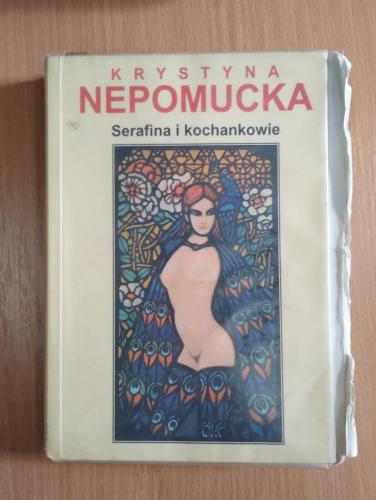 KRYSTYNA
NEPOMUCKA
Serafina i kochankowie